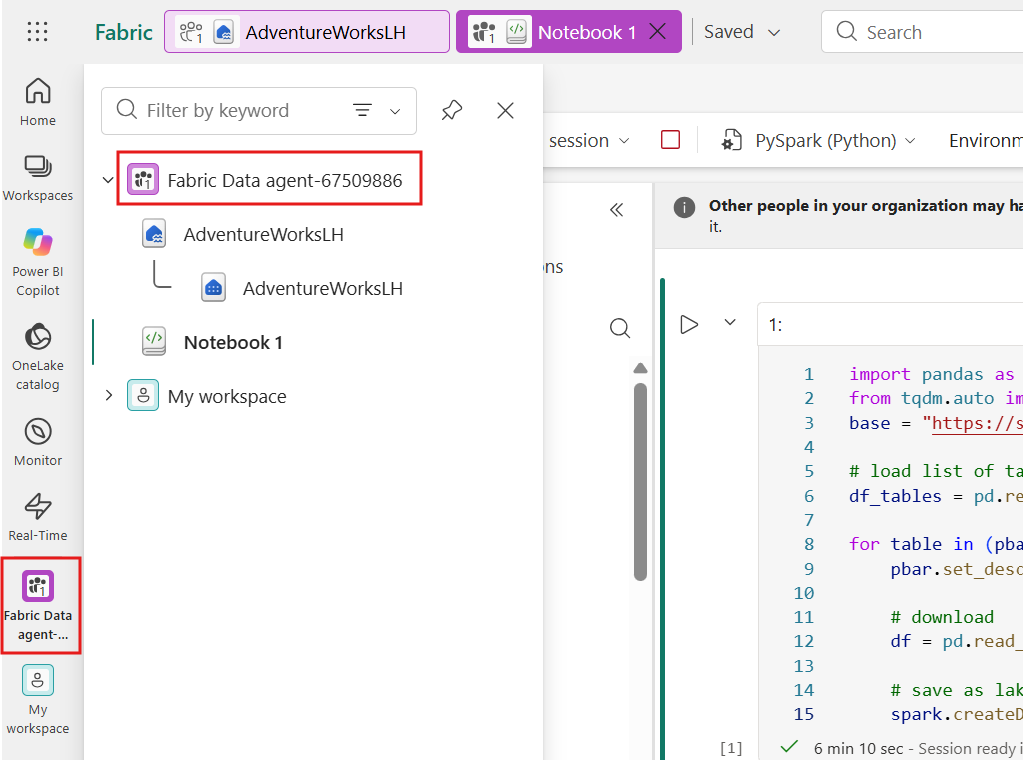 Fabric
1
AdventureWorksLH
1
Notebook 1
Saved
Search
Home
Workspaces
Power BI
Copilot
OneLake
catalog
Monitor
Real-Time
1
Fabric Data
agent-...
My
workspace
Filter by keyword
1
Fabric Data agent-67509886
AdventureWorksLH
AdventureWorksLH
Notebook 1
My workspace
session
PySpark (Python)
Environm
Other people in your organization may ha
it.
ons
1:
1 import pandas as
2 from tqdm.auto im
3 base = "https://s
4
5 # load list of ta
6 df_tables = pd.re
7
8 for table in (pba
9 pbar.set_desc
10
11 # download
12 df = pd.read_
13
14 # save as lak
15 spark.createD
[1]
6 min 10 sec - Session ready i